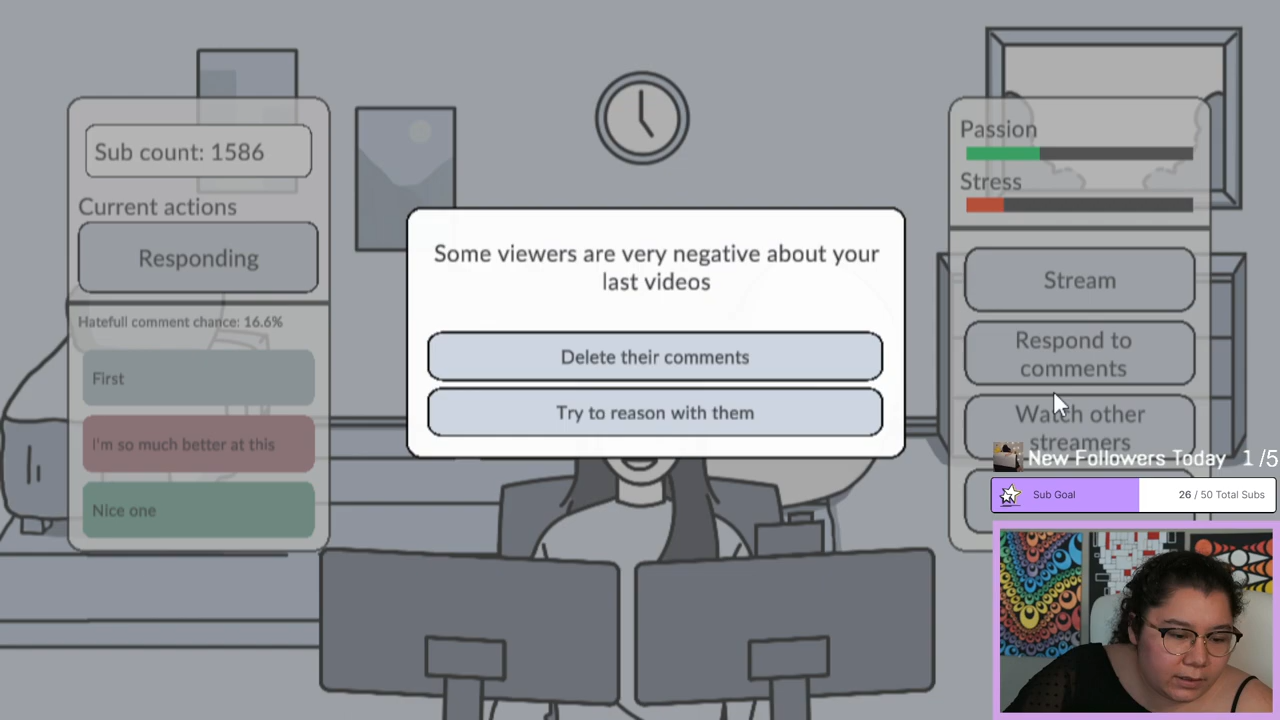 Sub count: 1586
Current actions
Responding
Hatefull comment chance: 16.6%
First
I'm so much better at this
Nice one
Some viewers are very negative about your
last videos
Delete their comments
Try to reason with them
Passion
Stress
Stream
Respond to
comments
Watch other
streamers
New Followers Today 1 /5
Sub Goal
26 / 50 Total Subs